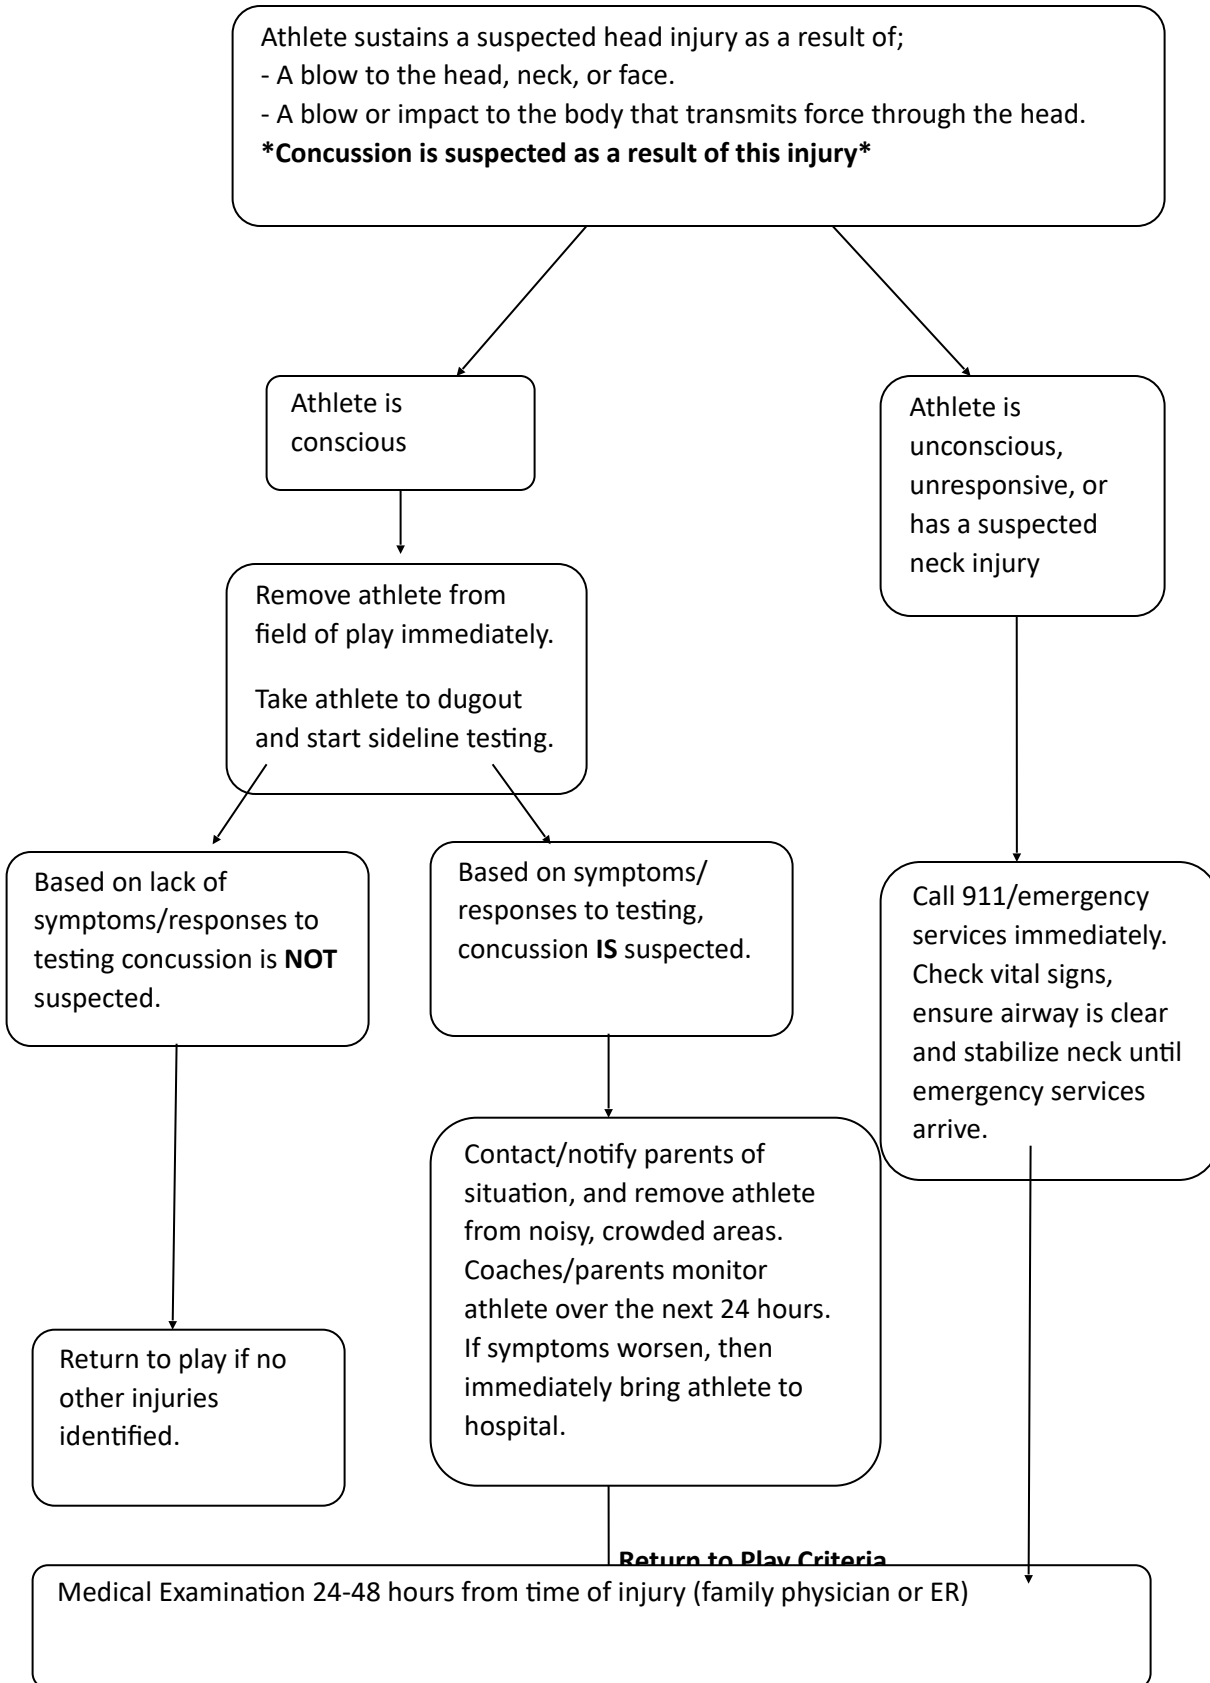 Athlete sustains a suspected head injury as a result of;
- A blow to the head, neck, or face.
- A blow or impact to the body that transmits force through the head.
*Concussion is suspected as a result of this injury*
Athlete is
conscious
Athlete is
unconscious,
unresponsive, or
has a suspected
neck injury
Remove athlete from
field of play immediately.
Take athlete to dugout
and start sideline testing.
Based on lack of
symptoms/responses to
testing concussion is NOT
suspected.
Based on symptoms/
responses to testing,
concussion IS suspected.
Call 911/emergency
services immediately.
Check vital signs,
ensure airway is clear
and stabilize neck until
emergency services
arrive.
Contact/notify parents of
situation, and remove athlete
from noisy, crowded areas.
Coaches/parents monitor
athlete over the next 24 hours.
If symptoms worsen, then
immediately bring athlete to
hospital.
Return to play if no
other injuries
identified.
Return to Play Criteria
Medical Examination 24-48 hours from time of injury (family physician or ER)